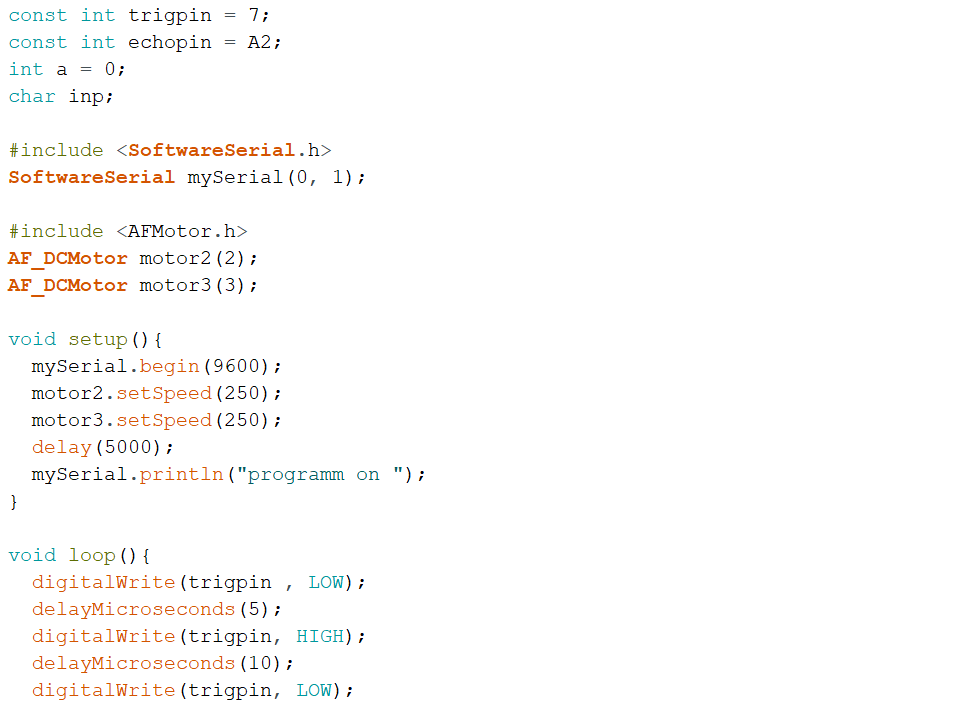 const int trigpin = 7;
const int echopin = A2;
int a = 0;
char inp;

#include <SoftwareSerial.h>
SoftwareSerial mySerial(0, 1);

#include <AFMotor.h>
AF_DCMotor motor2(2);
AF_DCMotor motor3(3);

void setup(){
  mySerial.begin(9600);
  motor2.setSpeed(250);
  motor3.setSpeed(250);
  delay(5000);
  mySerial.println("programm on ");
}

void loop(){
  digitalWrite(trigpin , LOW);
  delayMicroseconds(5);
  digitalWrite(trigpin, HIGH);
  delayMicroseconds(10);
  digitalWrite(trigpin, LOW);